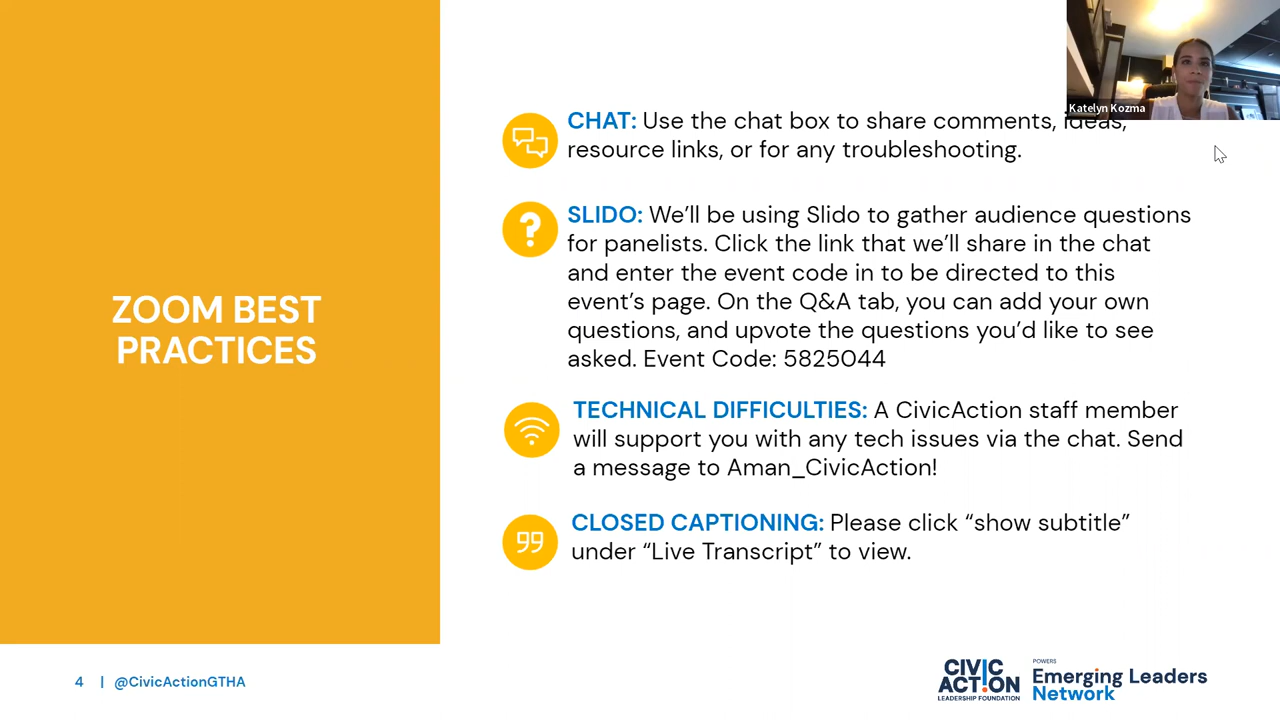 Katelyn Kozma
ZOOM BEST
PRACTICES
CHAT: Use the chat box to share comments, ideas,
resource links, or for any troubleshooting.
SLIDO: We’ll be using Slido to gather audience questions
for panelists. Click the link that we’ll share in the chat
and enter the event code in to be directed to this
event’s page. On the Q&A tab, you can add your own
questions, and upvote the questions you’d like to see
asked. Event Code: 5825044
TECHNICAL DIFFICULTIES: A CivicAction staff member
will support you with any tech issues via the chat. Send
a message to Aman_CivicAction!
CLOSED CAPTIONING: Please click “show subtitle”
under “Live Transcript” to view.
4 | @CivicActionGTHA
CIVIC
ACT!ON
LEADERSHIP FOUNDATION
POWERS
Emerging Leaders
Network